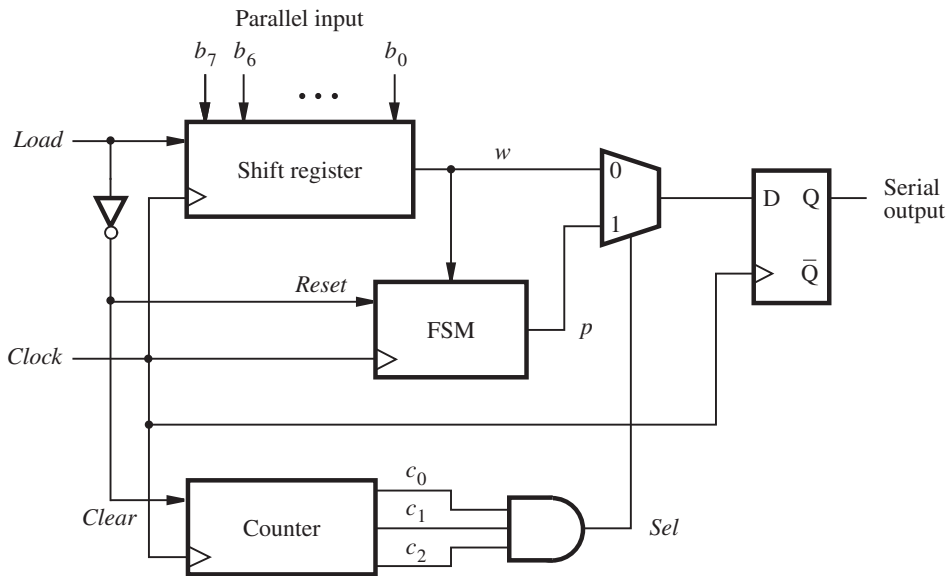 Parallel input
b7 b6 b0
Load
Shift register
w
0
1
D Q
Q̅
Serial
output
Reset
FSM
p
Clock
Clear
Counter
c0
c1
c2
Sel